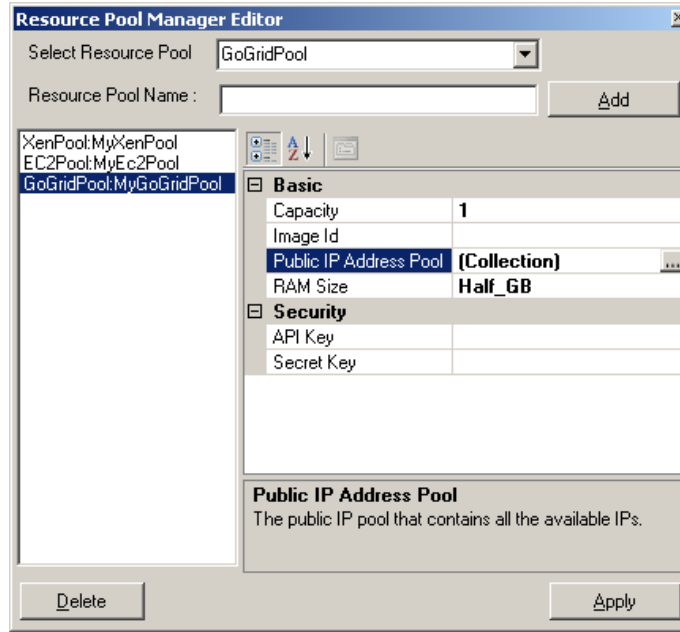 Resource Pool Manager Editor
Select Resource Pool GoGridPool
Resource Pool Name : Add
XenPool:MyXenPool
EC2Pool:MyEc2Pool
GoGridPool:MyGoGridPool
Basic
Capacity 1
Image Id
Public IP Address Pool (Collection) ...
RAM Size Half_GB
Security
API Key
Secret Key
Public IP Address Pool
The public IP pool that contains all the available IPs.
Delete Apply